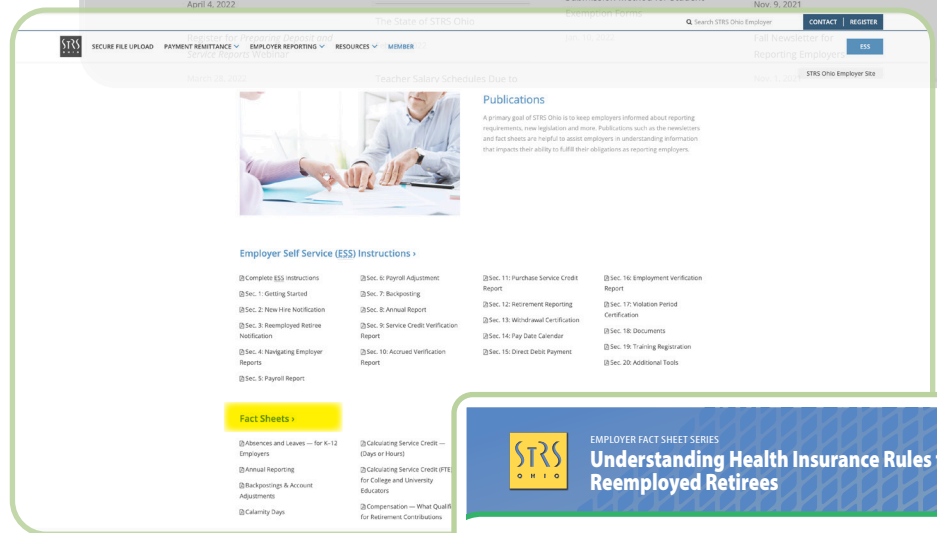 April 4, 2022
Nov. 9, 2021
The State of STRS Ohio
Exemption Forms
Search STRS Ohio Employer
CONTACT | REGISTER
STRS
OHIO
SECURE FILE UPLOAD PAYMENT REMITTANCE EMPLOYER REPORTING RESOURCES MEMBER
ESS
Register for Preparine Deposit and
Service Reports Webinar
Fall Newsletter for
Reporting Employers
March 28, 2022
Teacher Salary Schedules Due to
STRS Ohio Employer Site
Publications
A primary goal of STRS Ohio is to keep employers informed about reporting
requirements, new legislation and more. Publications such as the newsletters
and fact sheets are helpful to assist employers in understanding information
that impacts their ability to fulfill their obligations as reporting employers.
Employer Self Service (ESS) Instructions ›
Complete ESS Instructions
Sec. 1: Getting Started
Sec. 2: New Hire Notification
Sec. 3: Reemployed Retiree
Notification
Sec. 4: Navigating Employer
Reports
Sec. 5: Payroll Report
Sec. 6: Payroll Adjustment
Sec. 7: Backposting
Sec. 8: Annual Report
Sec. 9: Service Credit Verification
Report
Sec. 10: Accrued Verification
Report
Sec. 11: Purchase Service Credit
Report
Sec. 12: Retirement Reporting
Sec. 13: Withdrawal Certification
Sec. 14: Pay Date Calender
Sec. 15: Direct Debit Payment
Sec. 16: Employment Verification
Report
Sec. 17: Violation Period
Certification
Sec. 18: Documents
Sec. 19: Training Registration
Sec. 20: Additional Tools
Fact Sheets ›
Absences and Leaves — for K–12
Employers
Annual Reporting
Backpostings & Account
Adjustments
Calamity Days
Calculating Service Credit —
(Days or Hours)
Calculating Service Credit (FTE
for College and University
Educators
Compensation — What Qualifi
for Retirement Contributions
STRS
OHIO
EMPLOYER FACT SHEET SERIES
Understanding Health Insurance Rules
Reemployed Retirees